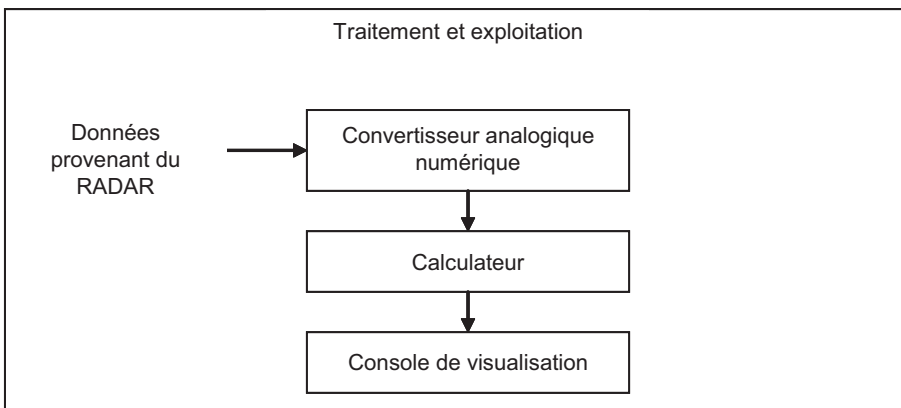 Traitement et exploitation
Données
provenant du
RADAR
Convertisseur analogique
numérique
Calculateur
Console de visualisation